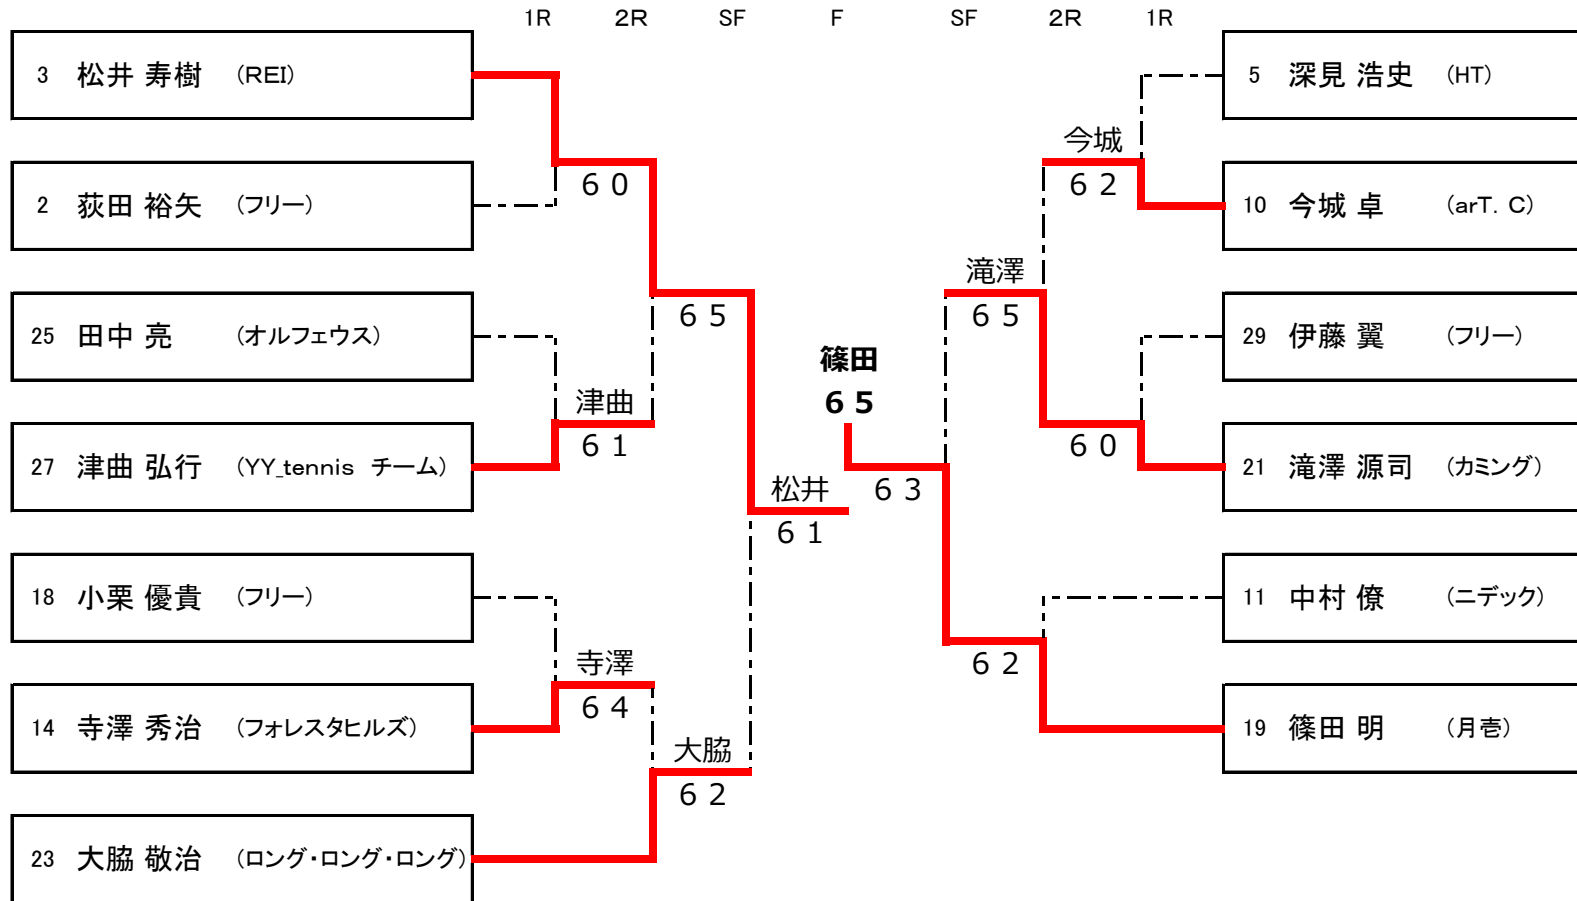 1R 2R SF F SF 2R 1R
3 松井 寿樹 (REI)
2 荻田 裕矢 (フリー)
25 田中 亮 (オルフェウス)
27 津曲 弘行 (YY_tennis チーム)
18 小栗 優貴 (フリー)
14 寺澤 秀治 (フォレスタヒルズ)
23 大脇 敬治 (ロング・ロング・ロング)
6 0
津曲
6 1
寺澤
6 4
6 5
大脇
6 2
松井
6 1
篠田
6 5
6 3
滝澤
6 5
6 2
今城
6 2
6 0
5 深見 浩史 (HT)
10 今城 卓 (arT. C)
29 伊藤 翼 (フリー)
21 滝澤 源司 (カミング)
11 中村 僚 (ニデック)
19 篠田 明 (月壱)